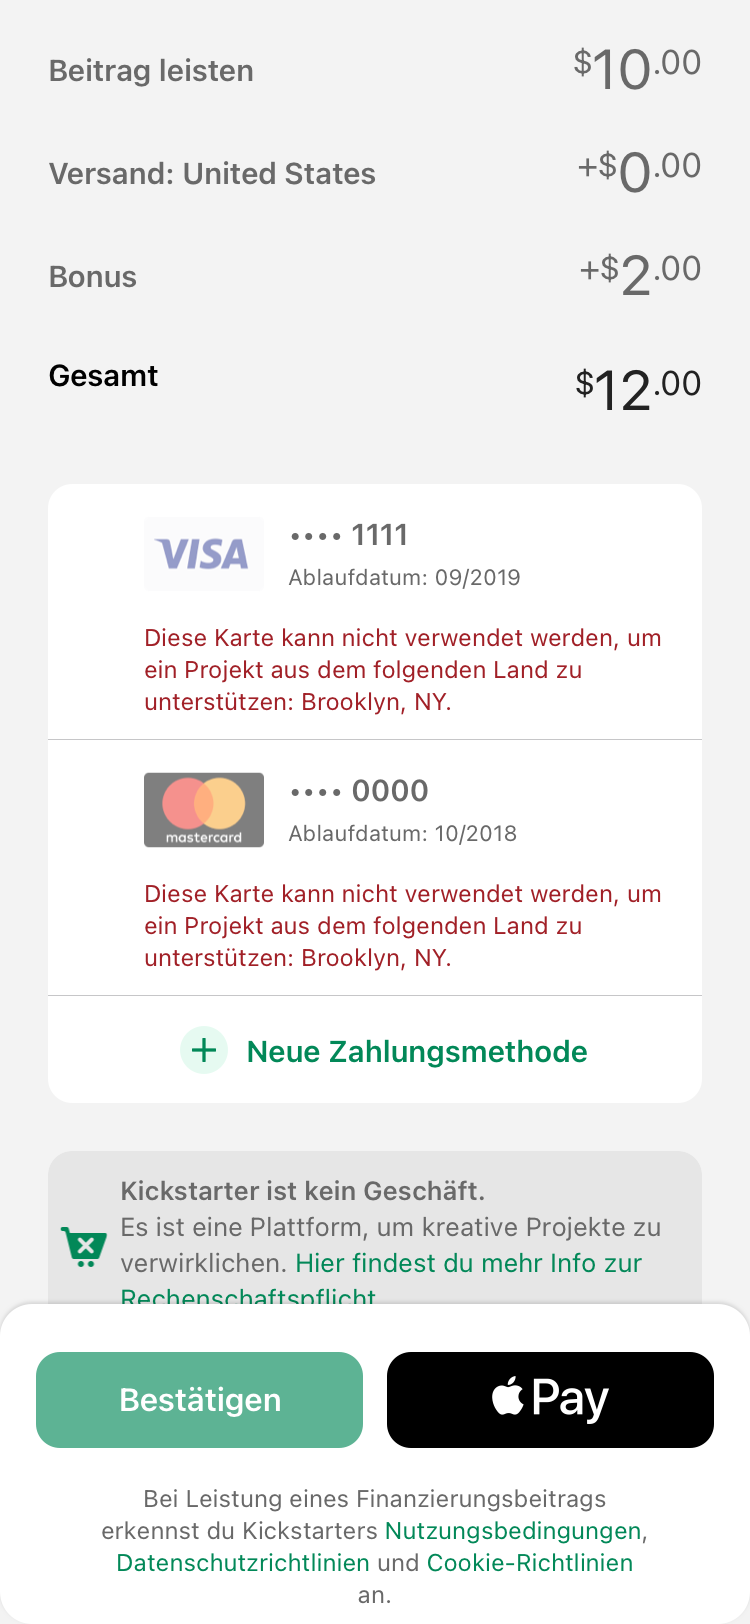 Beitrag leisten $10.00
Versand: United States +$0.00
Bonus +$2.00
Gesamt $12.00
VISA •••• 1111
Ablaufdatum: 09/2019
Diese Karte kann nicht verwendet werden, um
ein Projekt aus dem folgenden Land zu
unterstützen: Brooklyn, NY.
mastercard •••• 0000
Ablaufdatum: 10/2018
Diese Karte kann nicht verwendet werden, um
ein Projekt aus dem folgenden Land zu
unterstützen: Brooklyn, NY.
+ Neue Zahlungsmethode
Kickstarter ist kein Geschäft.
Es ist eine Plattform, um kreative Projekte zu
verwirklichen. Hier findest du mehr Info zur
Rechenschaftspflicht
Bestätigen Pay
Bei Leistung eines Finanzierungsbeitrags
erkennst du Kickstarters Nutzungsbedingungen,
Datenschutzrichtlinien und Cookie-Richtlinien
an.